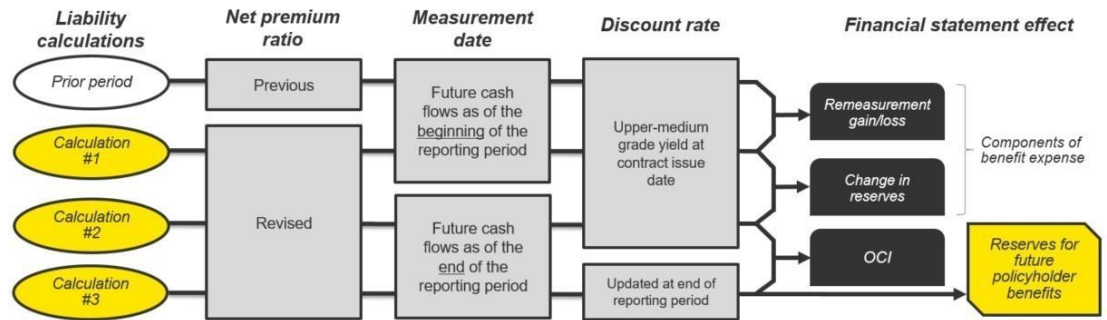 Liability
calculations
Net premium
ratio
Measurement
date
Discount rate
Financial statement effect
Prior period
Previous
Future cash
flows as of the
beginning of the
reporting period
Upper-medium
grade yield at
contract issue
date
Remeasurement
gain/loss
Components of
benefit expense
Calculation
#1
Revised
Change in
reserves
Calculation
#2
Future cash
flows as of the
end of the
reporting period
OCI
Reserves for
future
policyholder
benefits
Calculation
#3
Updated at end of
reporting period